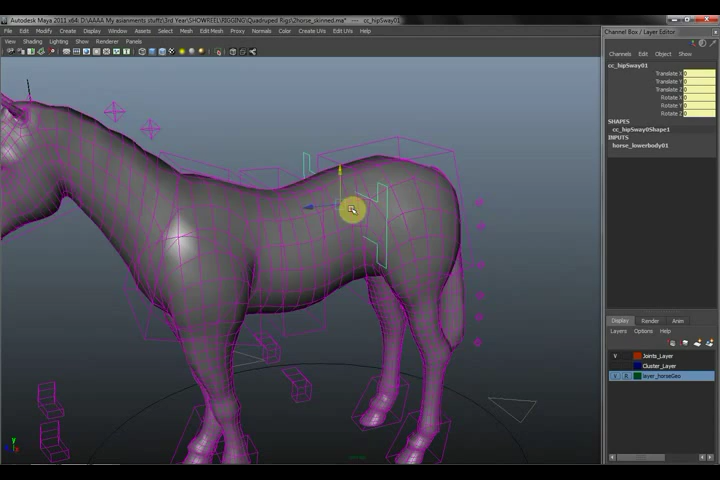 Autodesk Maya 2011 x64: D:\AAAA My asianments stuffz\3rd Year\SHOWREEL\RIGGING\Quadruped Rigs\2horse_skinned.ma* --- cc_hipSway01
File Edit Modify Create Display Window Assets Select Mesh Edit Mesh Proxy Normals Color Create UVs Edit UVs Help
View Shading Lighting Show Renderer Panels
Channel Box / Layer Editor
Channels Edit Object Show
cc_hipSway01
Translate X 0
Translate Y 0
Translate Z 0
Rotate X 0
Rotate Y 0
Rotate Z 0
SHAPES
cc_hipSway0Shape1
INPUTS
horse_lowerbody01
Display Render Anim
Layers Options Help
V Joints_Layer
Cluster_Layer
V R layer_horseGeo
y
persp